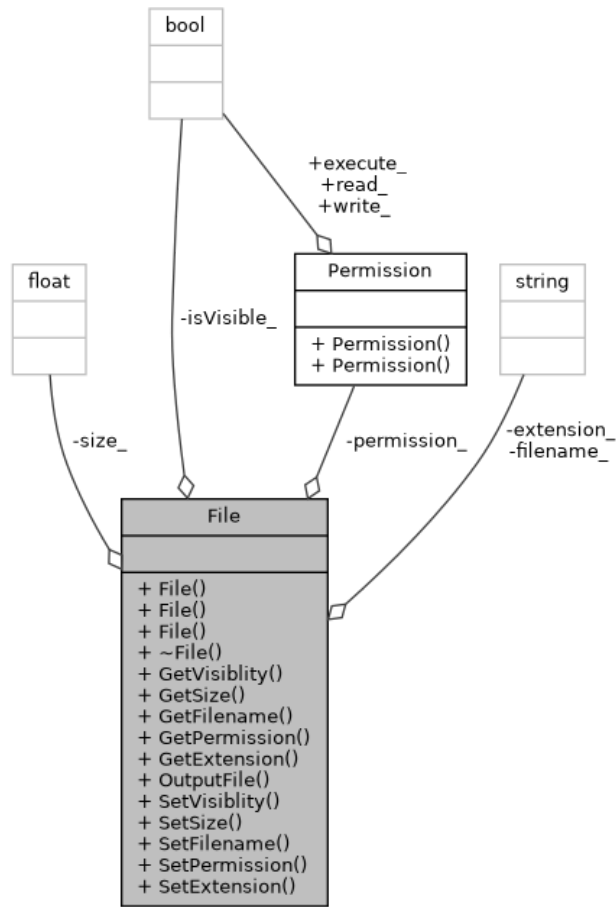 bool
+execute_
+read_
+write_
float
Permission
string
-isVisible_
+ Permission()
+ Permission()
-size_
-permission_
-extension_
-filename_
File
+ File()
+ File()
+ File()
+ ~File()
+ GetVisiblity()
+ GetSize()
+ GetFilename()
+ GetPermission()
+ GetExtension()
+ OutputFile()
+ SetVisiblity()
+ SetSize()
+ SetFilename()
+ SetPermission()
+ SetExtension()